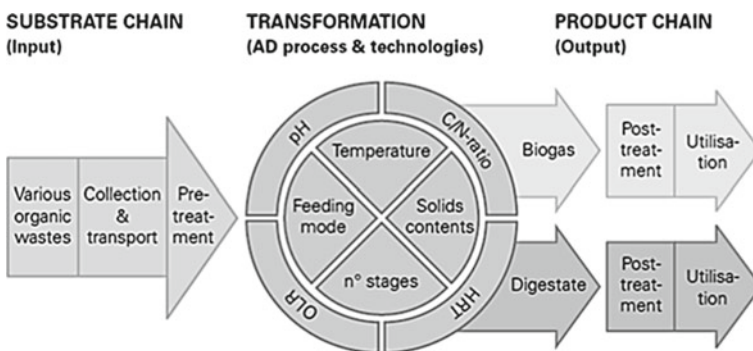 SUBSTRATE CHAIN
(Input)
TRANSFORMATION
(AD process & technologies)
PRODUCT CHAIN
(Output)
Various
organic
wastes
Collection
&
transport
Pre-
treat-
ment
pH
C/N-ratio
OLR
HRT
Temperature
Feeding
mode
Solids
contents
n° stages
Biogas
Post-
treat-
ment
Utilisa-
tion
Digestate
Post-
treat-
ment
Utilisa-
tion